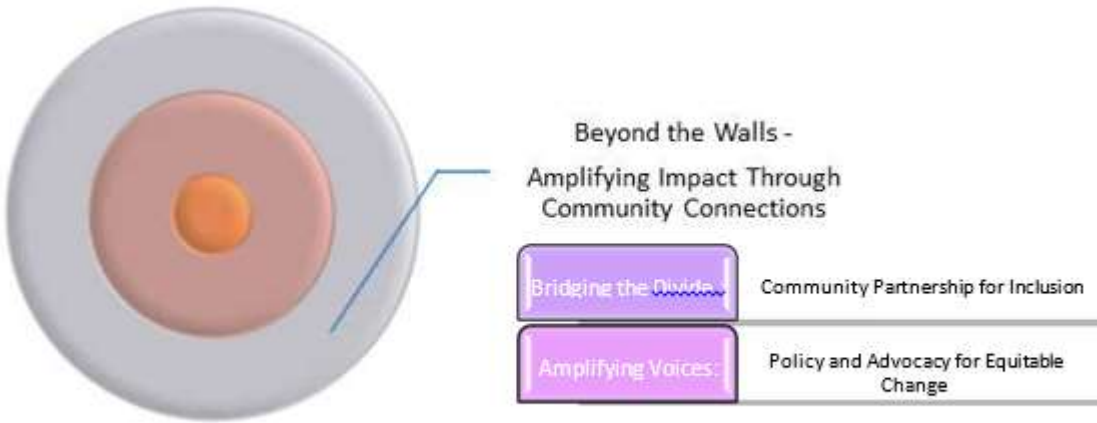 Beyond the Walls -
Amplifying Impact Through
Community Connections
Bridging the Divide :
Community Partnership for Inclusion
Amplifying Voices:
Policy and Advocacy for Equitable
Change